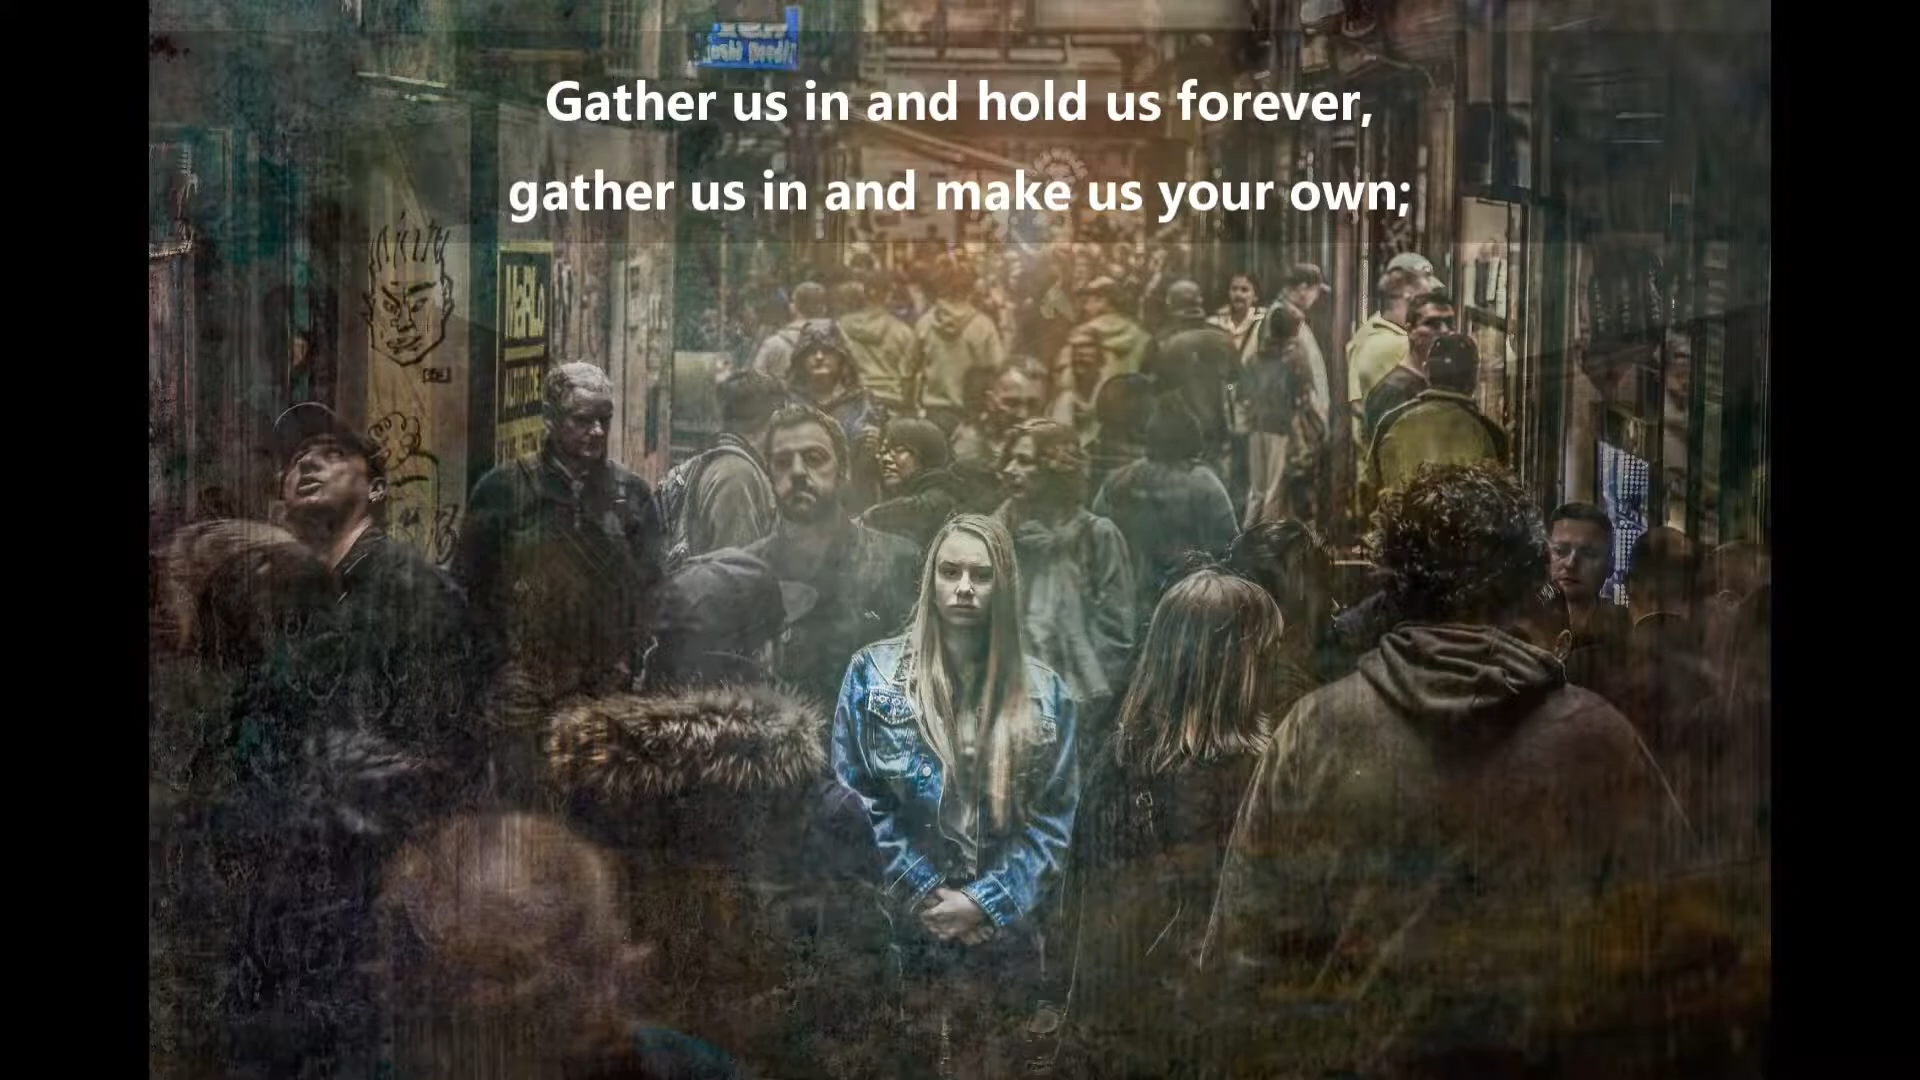 Gather us in and hold us forever,
gather us in and make us your own;